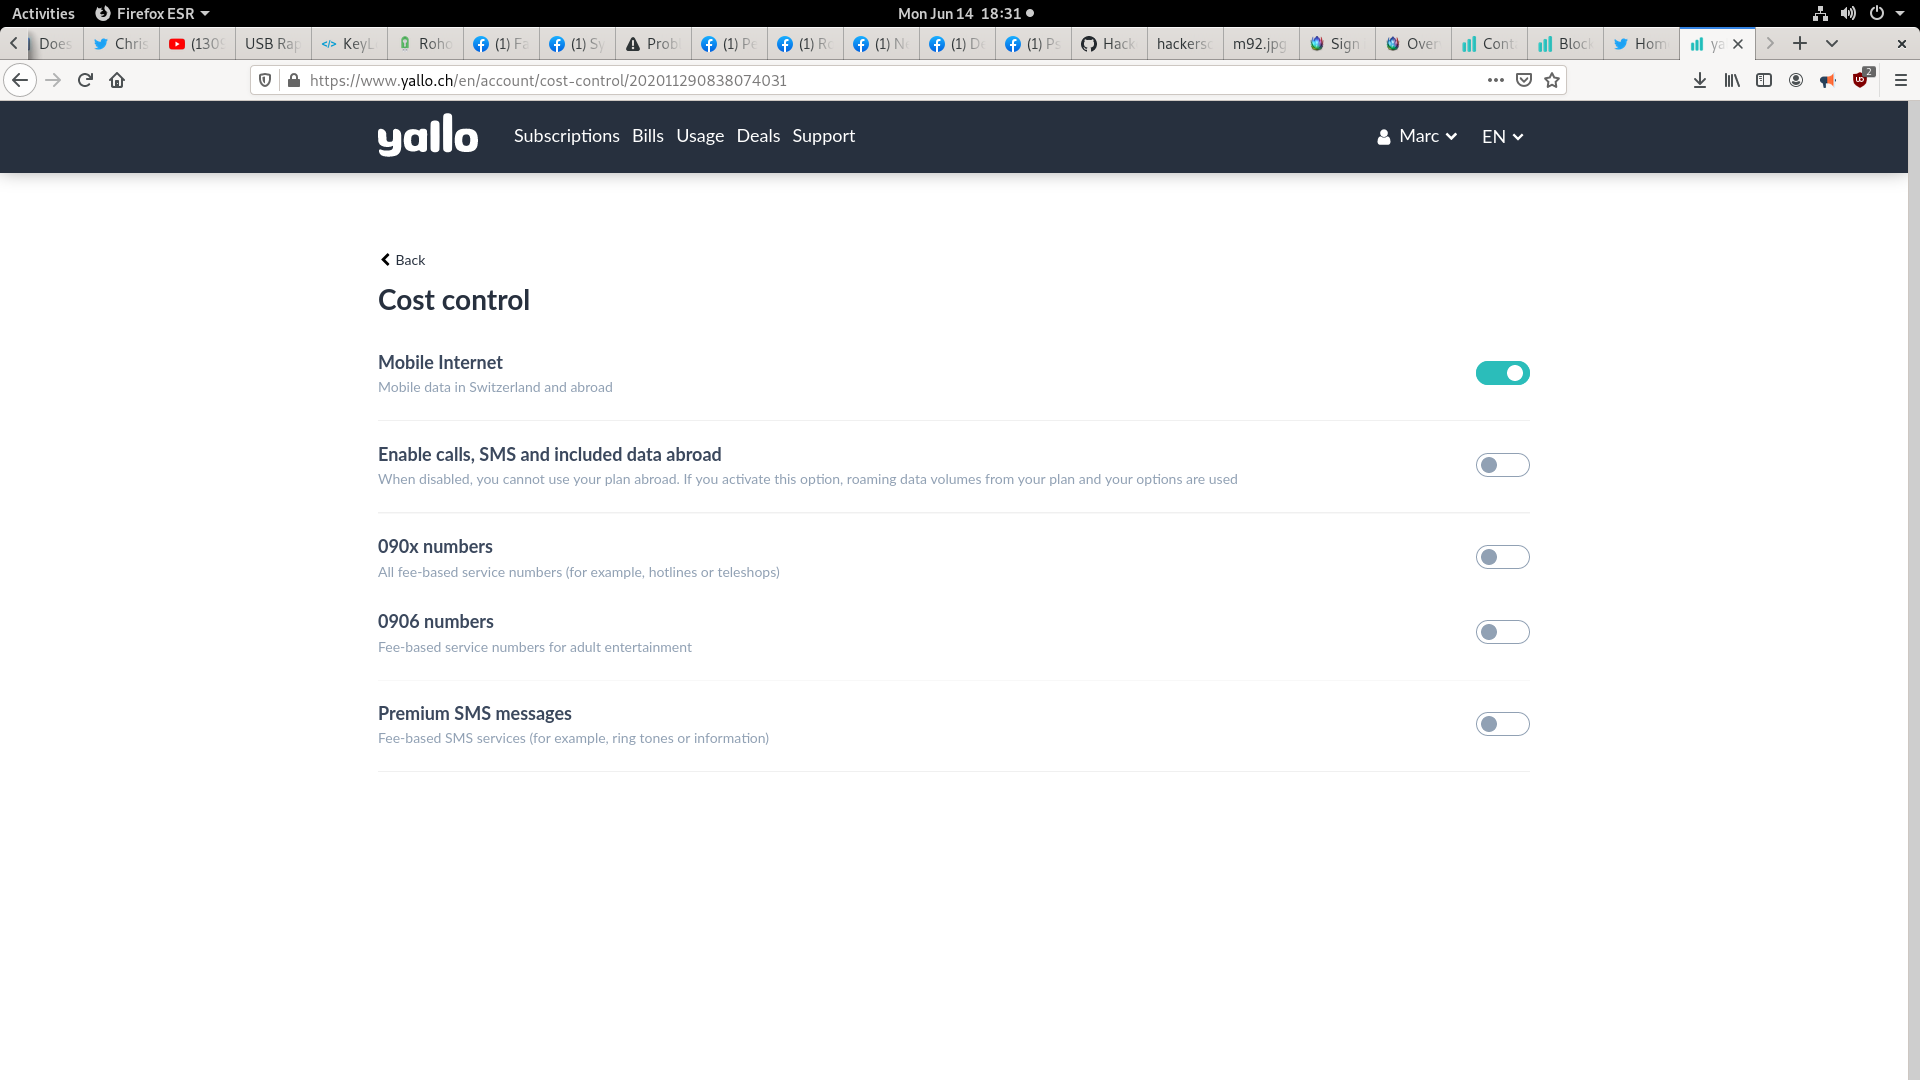 Activities Firefox ESR Mon Jun 14 18:31
Does Chris (1309 USB Rap KeyL Roho (1) Fa (1) Sy Prob (1) Pe (1) Ro (1) N (1) D (1) Ps Hack hackersc m92.jpg Sign Over Cont Block Hom ya
https://www.yallo.ch/en/account/cost-control/202011290838074031 2
yallo Subscriptions Bills Usage Deals Support Marc EN
Back
Cost control
Mobile Internet
Mobile data in Switzerland and abroad
Enable calls, SMS and included data abroad
When disabled, you cannot use your plan abroad. If you activate this option, roaming data volumes from your plan and your options are used
090x numbers
All fee-based service numbers (for example, hotlines or teleshops)
0906 numbers
Fee-based service numbers for adult entertainment
Premium SMS messages
Fee-based SMS services (for example, ring tones or information)